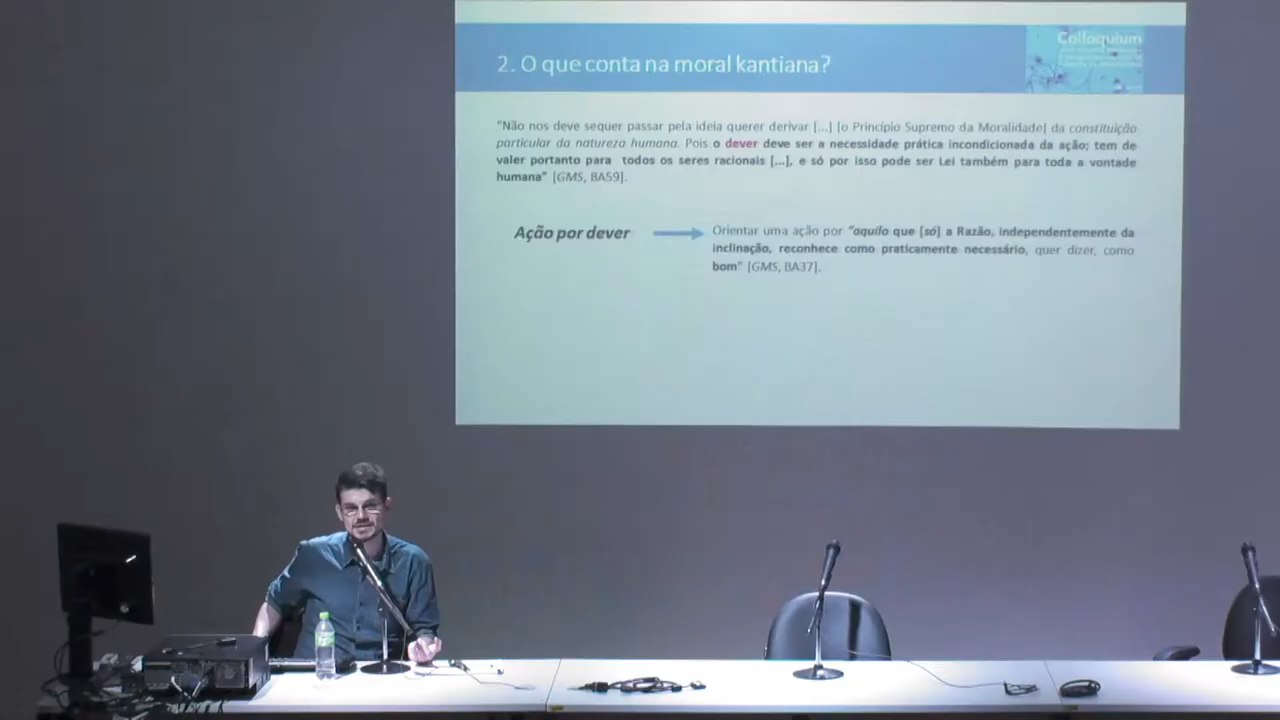 2. O que conta na moral kantiana?
Colloquium
"Não nos deve sequer passar pela ideia querer derivar [...] [o Princípio Supremo da Moralidade] da constituição
particular da natureza humana. Pois o dever deve ser a necessidade prática incondicionada da ação; tem de
valer portanto para todos os seres racionais [...], e só por isso pode ser Lei também para toda a vontade
humana" [GMS, BA59].
Ação por dever
Orientar uma ação por "aquilo que [só] a Razão, independentemente da
inclinação, reconhece como praticamente necessário, quer dizer, como
bom" [GMS, BA37].